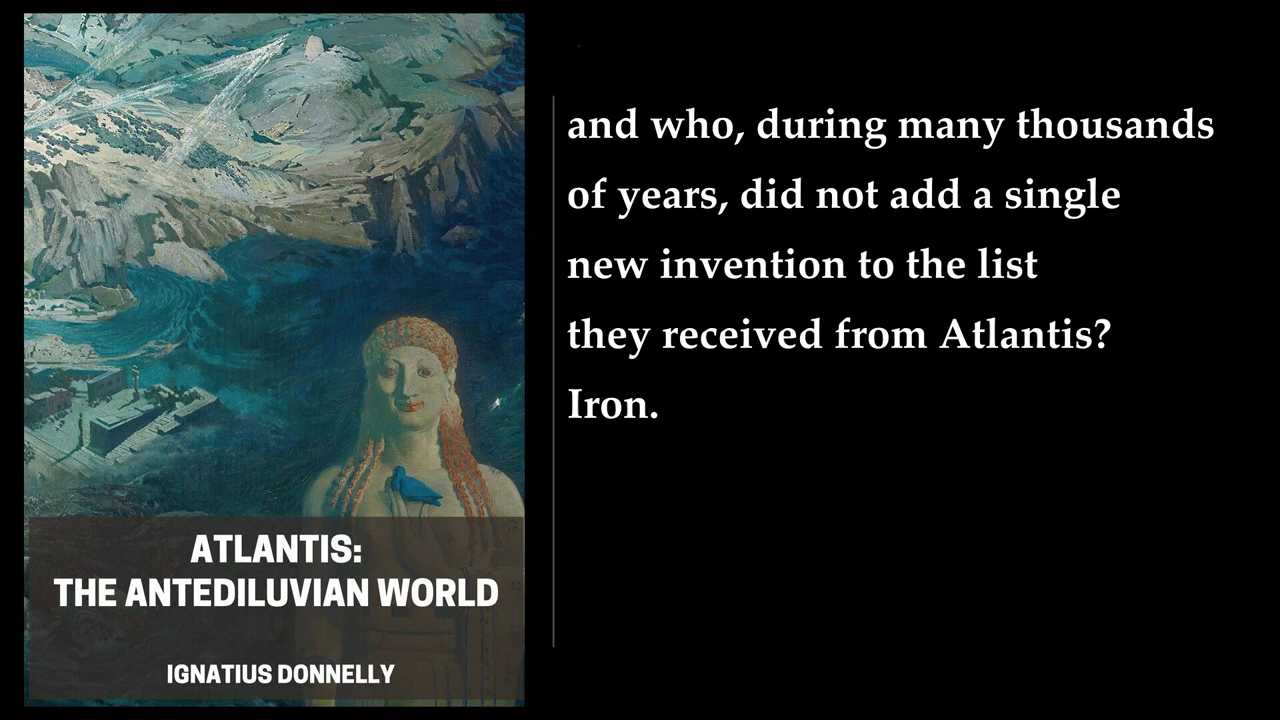 and who, during many thousands
of years, did not add a single
new invention to the list
they received from Atlantis?
Iron.
ATLANTIS:
THE ANTEDILUVIAN WORLD
IGNATIUS DONNELLY